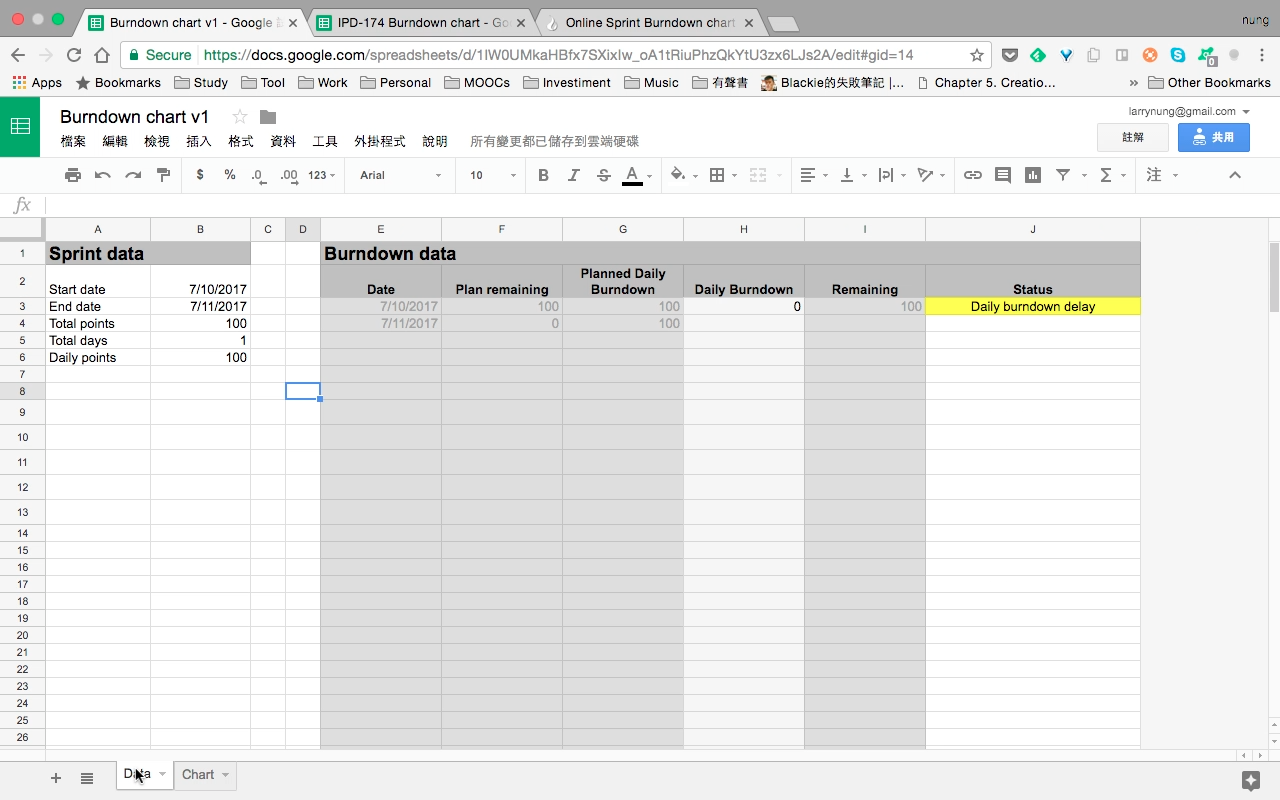 Burndown chart v1 - Google
IPD-174 Burndown chart - Go
Online Sprint Burndown chart
nung
Secure
https://docs.google.com/spreadsheets/d/1lW0UMkaHBfx7SXixIw_oA1tRiuPhzQkYtU3zx6LJs2A/edit#gid=14
0
Apps Bookmarks Study Tool Work Personal MOOCs Investiment Music 有聲書 Blackie的失敗筆記 |... Chapter 5. Creatio... » Other Bookmarks
Burndown chart v1
larrynung@gmail.com
檔案 編輯 檢視 插入 格式 資料 工具 外掛程式 說明 所有變更都已儲存到雲端硬碟
註解 共用
$ % .0 .00 123 Arial 10 B I S A Σ 注
fx
A B C D E F G H I J
1 Sprint data Burndown data
2 Start date 7/10/2017 Date Plan remaining Planned Daily Burndown Daily Burndown Remaining Status
3 End date 7/11/2017 7/10/2017 100 100 0 100 Daily burndown delay
4 Total points 100 7/11/2017 0 100
5 Total days 1
6 Daily points 100
7
8
9
10
11
12
13
14
15
16
17
18
19
20
21
22
23
24
25
26
Data Chart